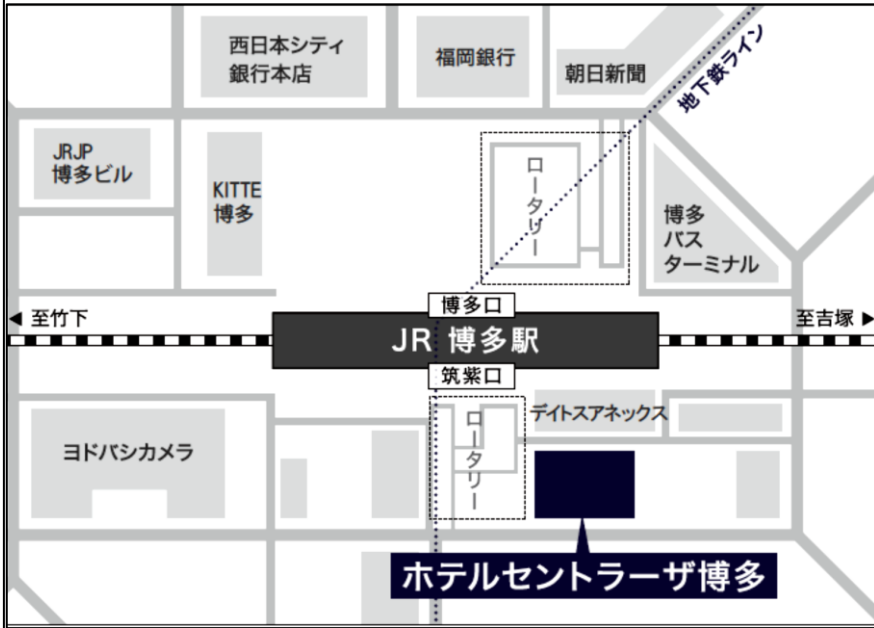 西日本シティ
銀行本店
福岡銀行
朝日新聞
地下鉄ライン
JRJP
博多ビル
KITTE
博多
ロータリー
博多
バス
ターミナル
◀ 至竹下
博多口
至吉塚 ▶
JR 博多駅
筑紫口
ヨドバシカメラ
ロータリー
デイトスアネックス
ホテルセントラーザ博多